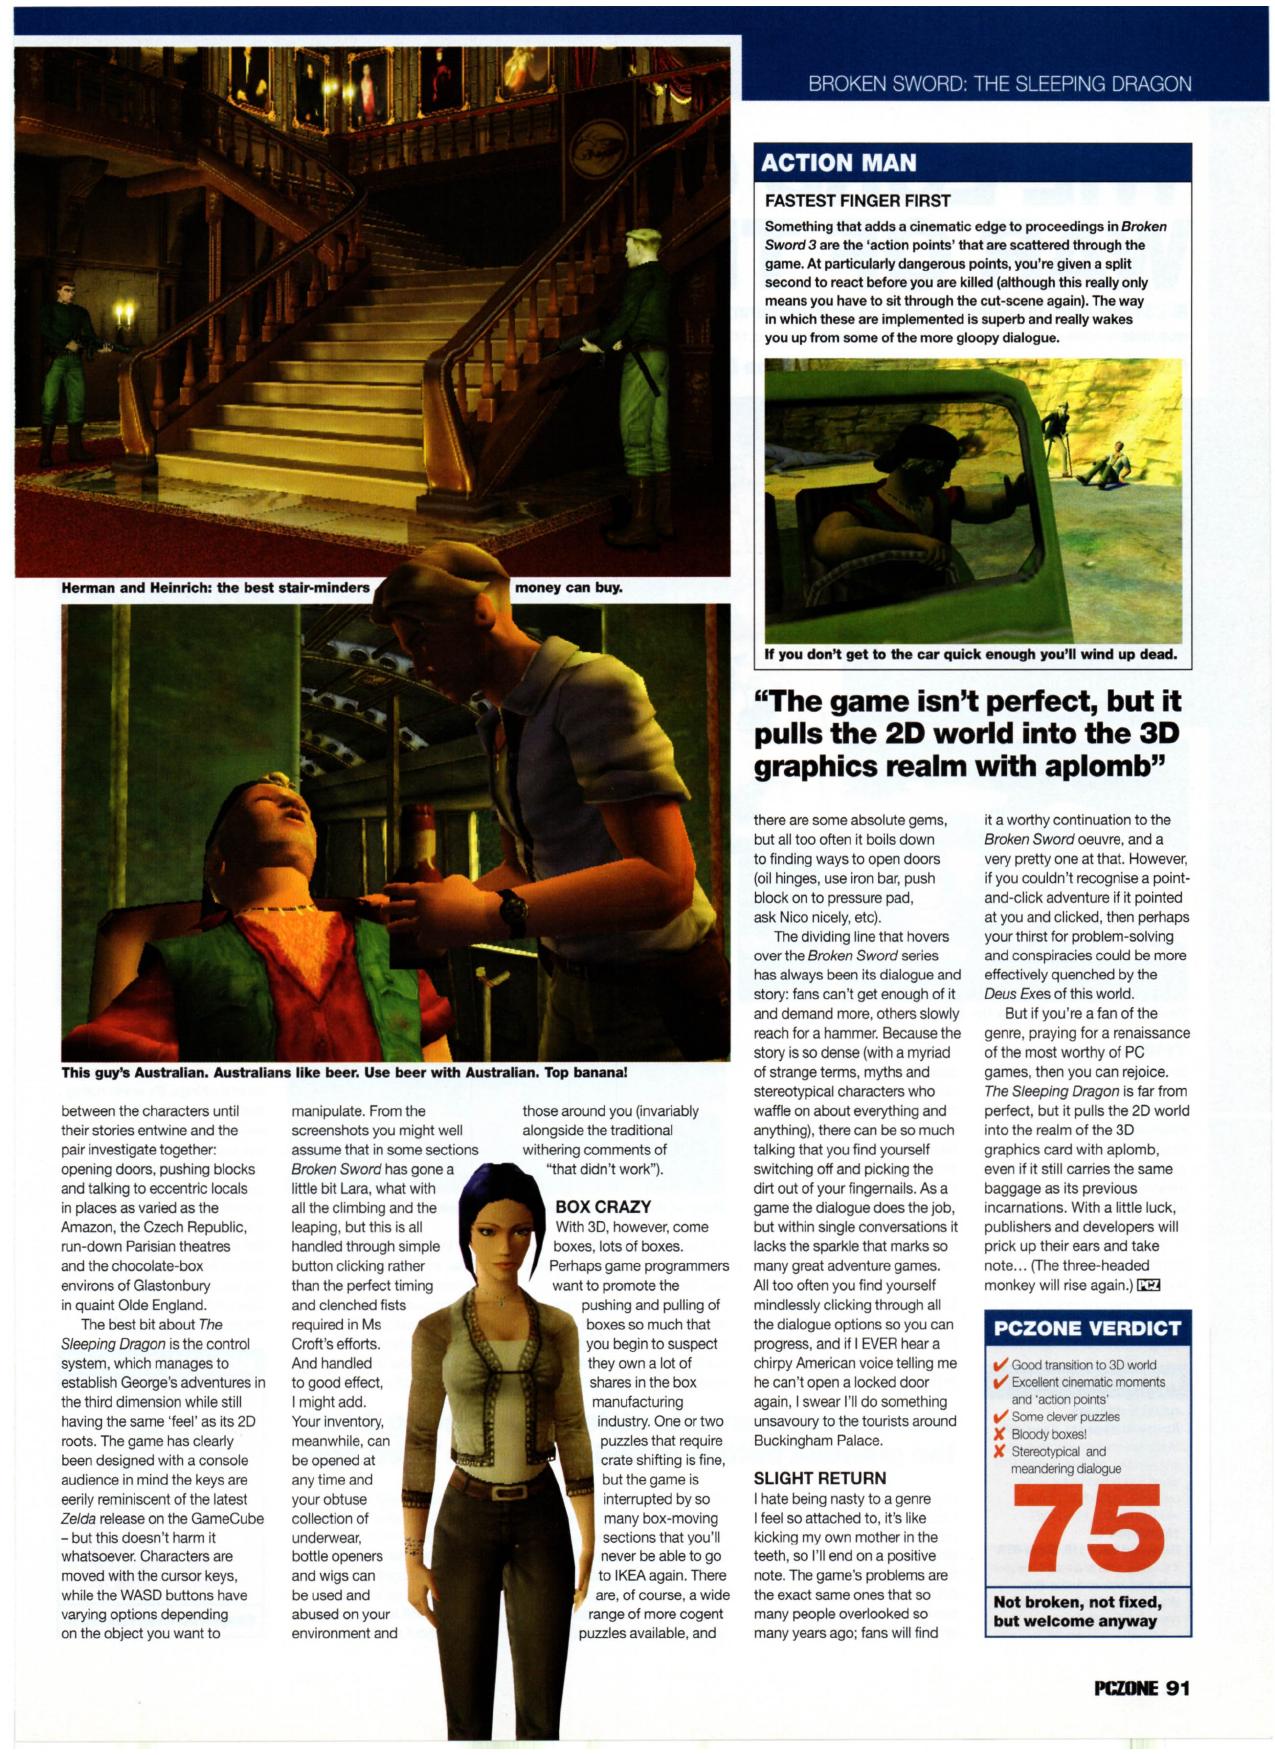 BROKEN SWORD: THE SLEEPING DRAGON
Herman and Heinrich: the best stair-minders money can buy.
This guy's Australian. Australians like beer. Use beer with Australian. Top banana!
ACTION MAN
FASTEST FINGER FIRST
Something that adds a cinematic edge to proceedings in Broken
Sword 3 are the 'action points' that are scattered through the
game. At particularly dangerous points, you're given a split
second to react before you are killed (although this really only
means you have to sit through the cut-scene again). The way
in which these are implemented is superb and really wakes
you up from some of the more gloopy dialogue.
If you don't get to the car quick enough you'll wind up dead.
"The game isn't perfect, but it
pulls the 2D world into the 3D
graphics realm with aplomb"
between the characters until
their stories entwine and the
pair investigate together:
opening doors, pushing blocks
and talking to eccentric locals
in places as varied as the
Amazon, the Czech Republic,
run-down Parisian theatres
and the chocolate-box
environs of Glastonbury
in quaint Olde England.
The best bit about The
Sleeping Dragon is the control
system, which manages to
establish George's adventures in
the third dimension while still
having the same 'feel' as its 2D
roots. The game has clearly
been designed with a console
audience in mind the keys are
eerily reminiscent of the latest
Zelda release on the GameCube
– but this doesn't harm it
whatsoever. Characters are
moved with the cursor keys,
while the WASD buttons have
varying options depending
on the object you want to
manipulate. From the
screenshots you might well
assume that in some sections
Broken Sword has gone a
little bit Lara, what with
all the climbing and the
leaping, but this is all
handled through simple
button clicking rather
than the perfect timing
and clenched fists
required in Ms
Croft's efforts.
And handled
to good effect,
I might add.
Your inventory,
meanwhile, can
be opened at
any time and
your obtuse
collection of
underwear,
bottle openers
and wigs can
be used and
abused on your
environment and
those around you (invariably
alongside the traditional
withering comments of
"that didn't work").
BOX CRAZY
With 3D, however, come
boxes, lots of boxes.
Perhaps game programmers
want to promote the
pushing and pulling of
boxes so much that
you begin to suspect
they own a lot of
shares in the box
manufacturing
industry. One or two
puzzles that require
crate shifting is fine,
but the game is
interrupted by so
many box-moving
sections that you'll
never be able to go
to IKEA again. There
are, of course, a wide
range of more cogent
puzzles available, and
there are some absolute gems,
but all too often it boils down
to finding ways to open doors
(oil hinges, use iron bar, push
block on to pressure pad,
ask Nico nicely, etc).
The dividing line that hovers
over the Broken Sword series
has always been its dialogue and
story: fans can't get enough of it
and demand more, others slowly
reach for a hammer. Because the
story is so dense (with a myriad
of strange terms, myths and
stereotypical characters who
waffle on about everything and
anything), there can be so much
talking that you find yourself
switching off and picking the
dirt out of your fingernails. As a
game the dialogue does the job,
but within single conversations it
lacks the sparkle that marks so
many great adventure games.
All too often you find yourself
mindlessly clicking through all
the dialogue options so you can
progress, and if I EVER hear a
chirpy American voice telling me
he can't open a locked door
again, I swear I'll do something
unsavoury to the tourists around
Buckingham Palace.
SLIGHT RETURN
I hate being nasty to a genre
I feel so attached to, it's like
kicking my own mother in the
teeth, so I'll end on a positive
note. The game's problems are
the exact same ones that so
many people overlooked so
many years ago; fans will find
it a worthy continuation to the
Broken Sword oeuvre, and a
very pretty one at that. However,
if you couldn't recognise a point-
and-click adventure if it pointed
at you and clicked, then perhaps
your thirst for problem-solving
and conspiracies could be more
effectively quenched by the
Deus Exes of this world.
But if you're a fan of the
genre, praying for a renaissance
of the most worthy of PC
games, then you can rejoice.
The Sleeping Dragon is far from
perfect, but it pulls the 2D world
into the realm of the 3D
graphics card with aplomb,
even if it still carries the same
baggage as its previous
incarnations. With a little luck,
publishers and developers will
prick up their ears and take
note... (The three-headed
monkey will rise again.) PCZ
PCZONE VERDICT
✔ Good transition to 3D world
✔ Excellent cinematic moments
and 'action points'
✔ Some clever puzzles
✘ Bloody boxes!
✘ Stereotypical and
meandering dialogue
75
Not broken, not fixed,
but welcome anyway
PCZONE 91